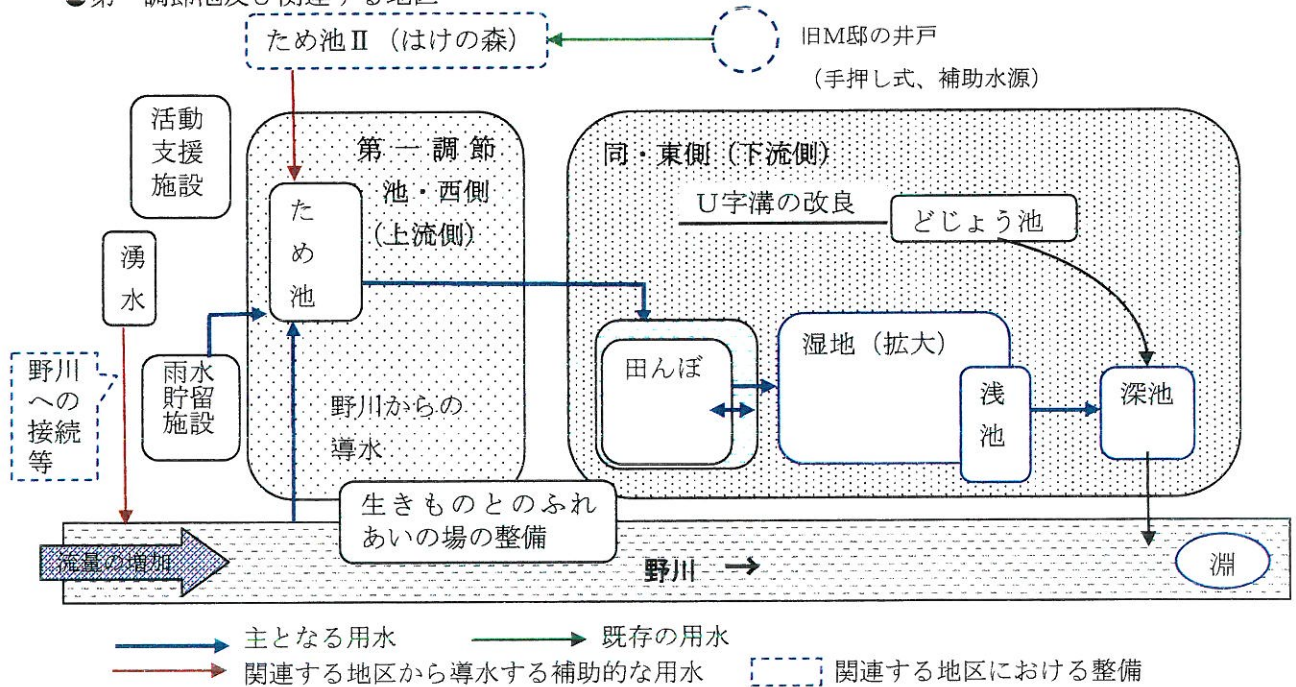 ため池Ⅱ（はけの森）
旧M邸の井戸
（手押し式、補助水源）
活動
支援
施設
第一調節
池・西側
（上流側）
同・東側（下流側）
U字溝の改良
どじょう池
ため池
湧水
野川
への
接続
等
雨水
貯留
施設
野川からの
導水
田んぼ
湿地（拡大）
浅池
深池
生きものとのふれ
あいの場の整備
流量の増加
野川 →
淵
主となる用水
既存の用水
関連する地区から導水する補助的な用水
関連する地区における整備